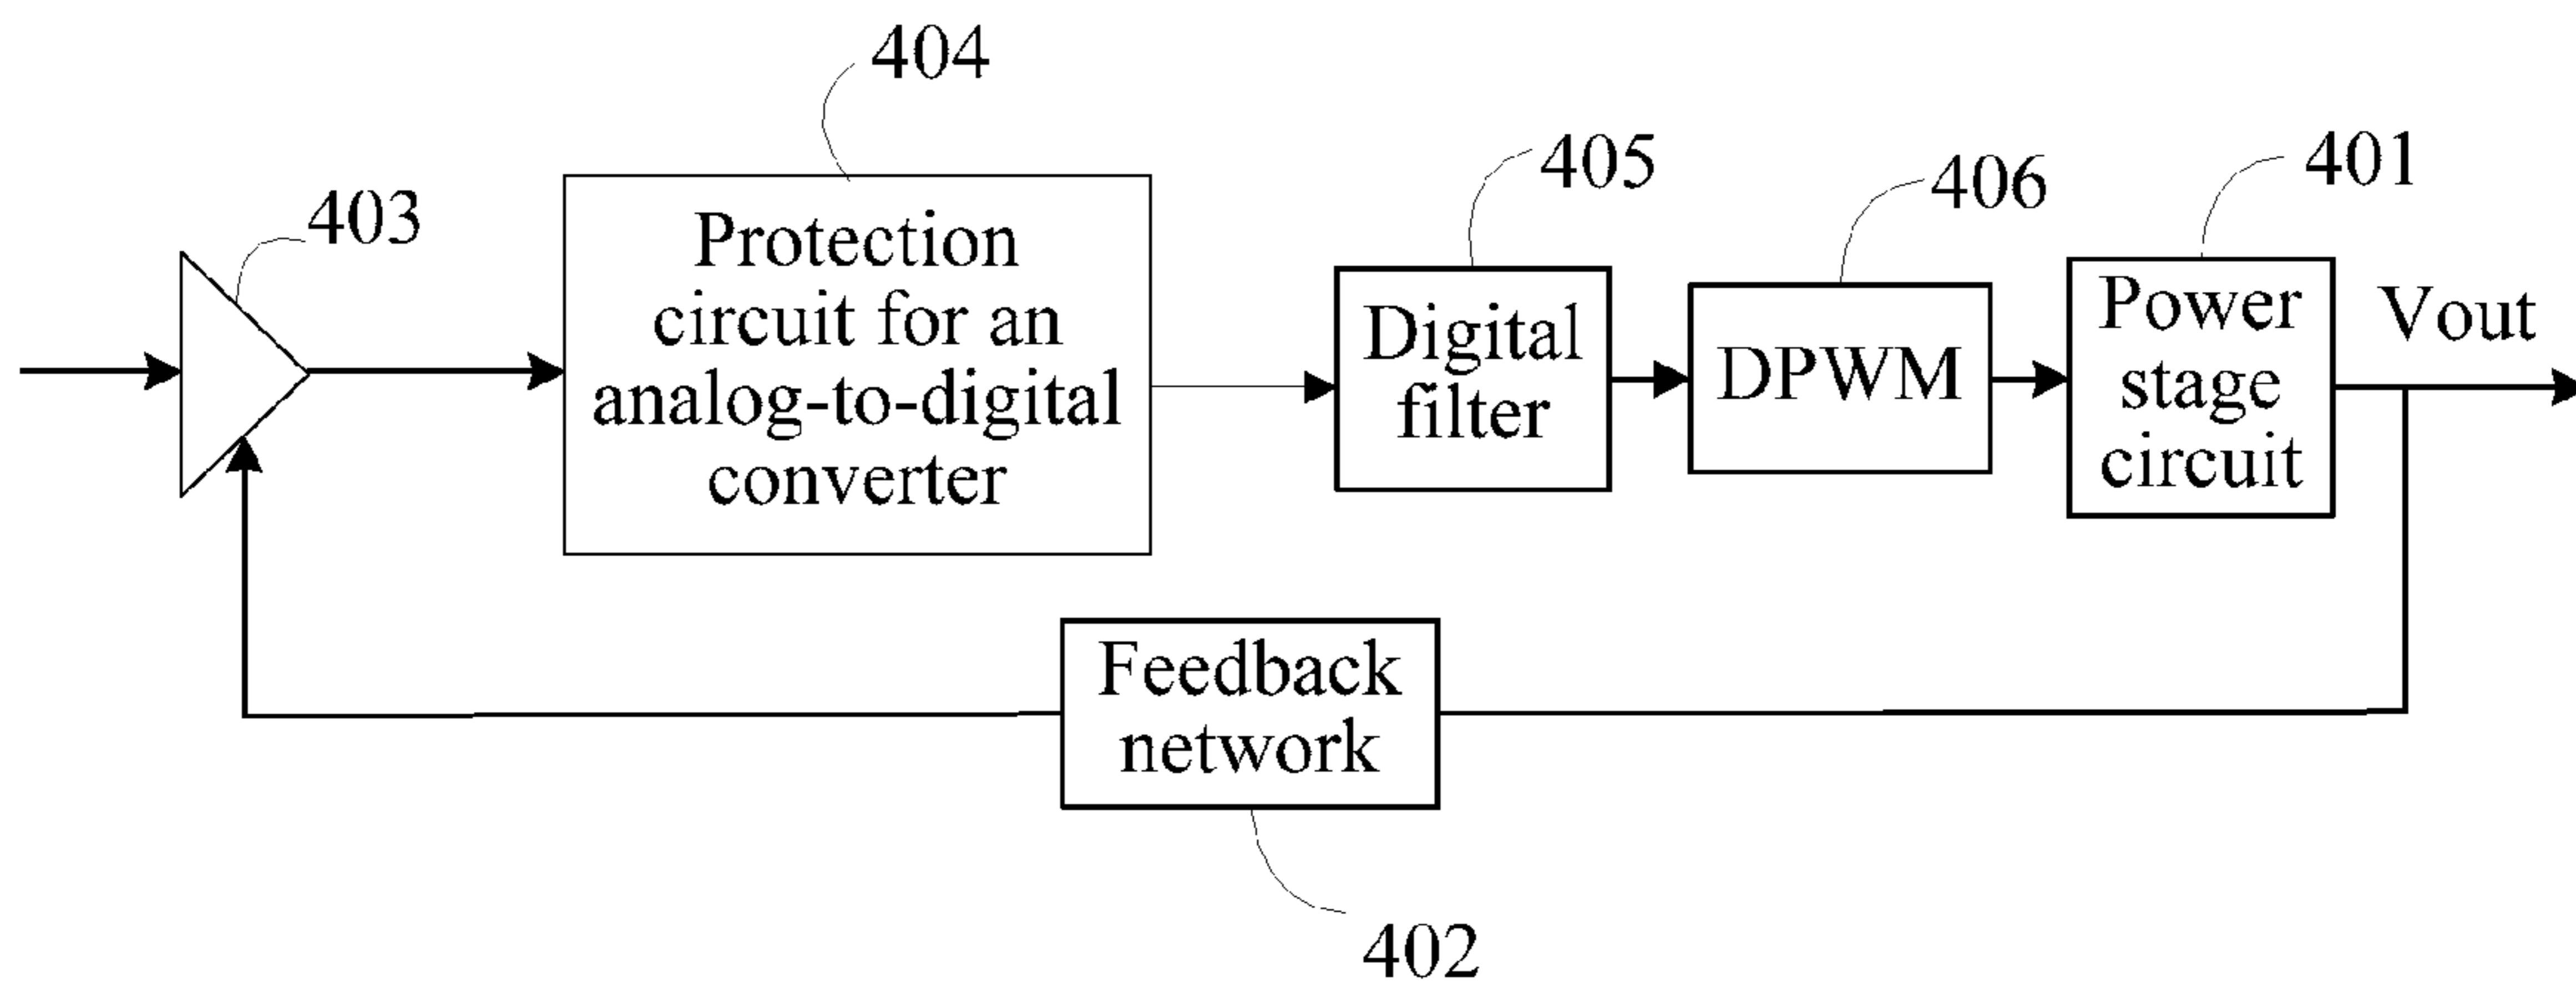 404
403
Protection
circuit for an
analog-to-digital
converter
405
Digital
filter
406
DPWM
401
Power
stage
circuit
Vout
Feedback
network
402